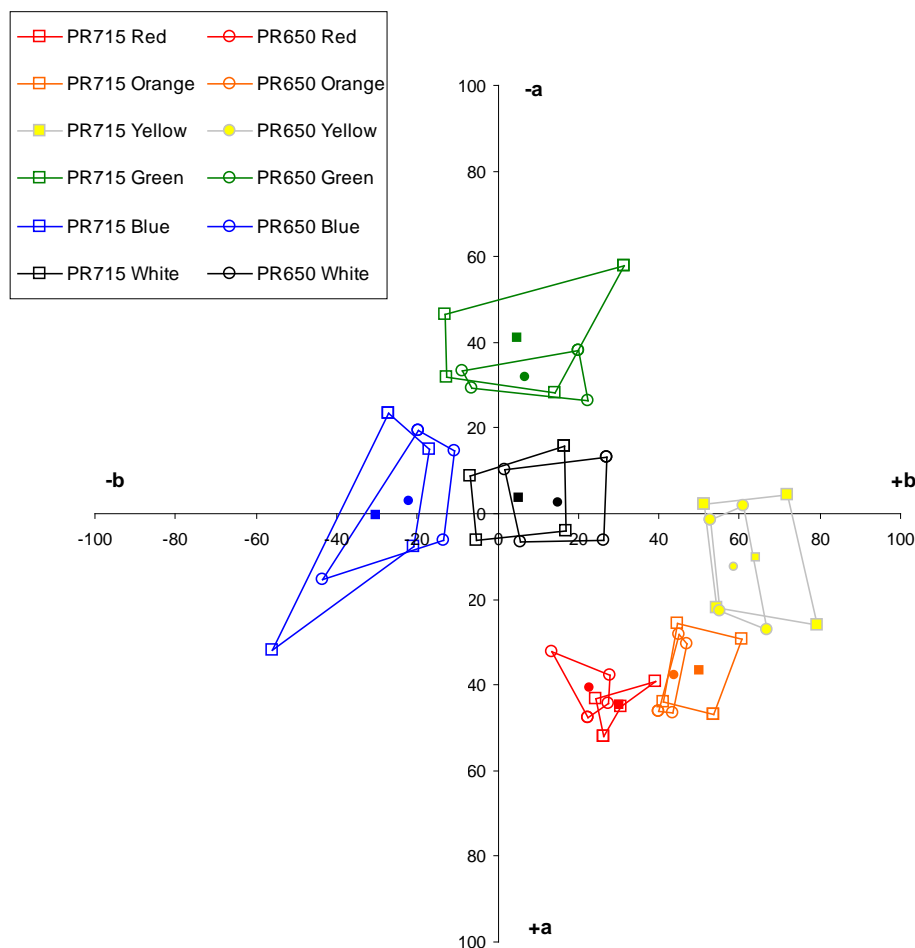 PR715 Red PR650 Red
PR715 Orange PR650 Orange
PR715 Yellow PR650 Yellow
PR715 Green PR650 Green
PR715 Blue PR650 Blue
PR715 White PR650 White
100
-a
80
60
40
20
-b
+b
0
-100 -80 -60 -40 -20 0 20 40 60 80 100
20
40
60
80
+a
100